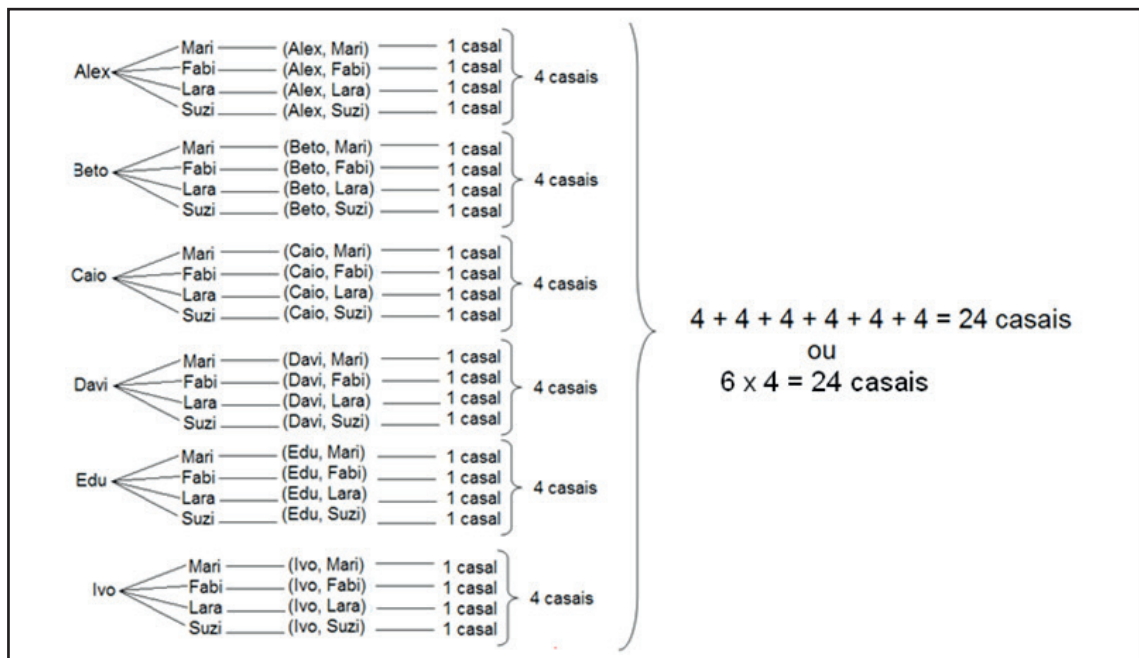 Mari (Alex, Mari) 1 casal
Alex Fabi (Alex, Fabi) 1 casal 4 casais
Lara (Alex, Lara) 1 casal
Suzi (Alex, Suzi) 1 casal
Mari (Beto, Mari) 1 casal
Beto Fabi (Beto, Fabi) 1 casal 4 casais
Lara (Beto, Lara) 1 casal
Suzi (Beto, Suzi) 1 casal
Mari (Caio, Mari) 1 casal
Caio Fabi (Caio, Fabi) 1 casal 4 casais
Lara (Caio, Lara) 1 casal
Suzi (Caio, Suzi) 1 casal
Mari (Davi, Mari) 1 casal
Davi Fabi (Davi, Fabi) 1 casal 4 casais
Lara (Davi, Lara) 1 casal
Suzi (Davi, Suzi) 1 casal
Mari (Edu, Mari) 1 casal
Edu Fabi (Edu, Fabi) 1 casal 4 casais
Lara (Edu, Lara) 1 casal
Suzi (Edu, Suzi) 1 casal
Mari (Ivo, Mari) 1 casal
Ivo Fabi (Ivo, Fabi) 1 casal 4 casais
Lara (Ivo, Lara) 1 casal
Suzi (Ivo, Suzi) 1 casal
4 + 4 + 4 + 4 + 4 + 4 = 24 casais
ou
6 x 4 = 24 casais